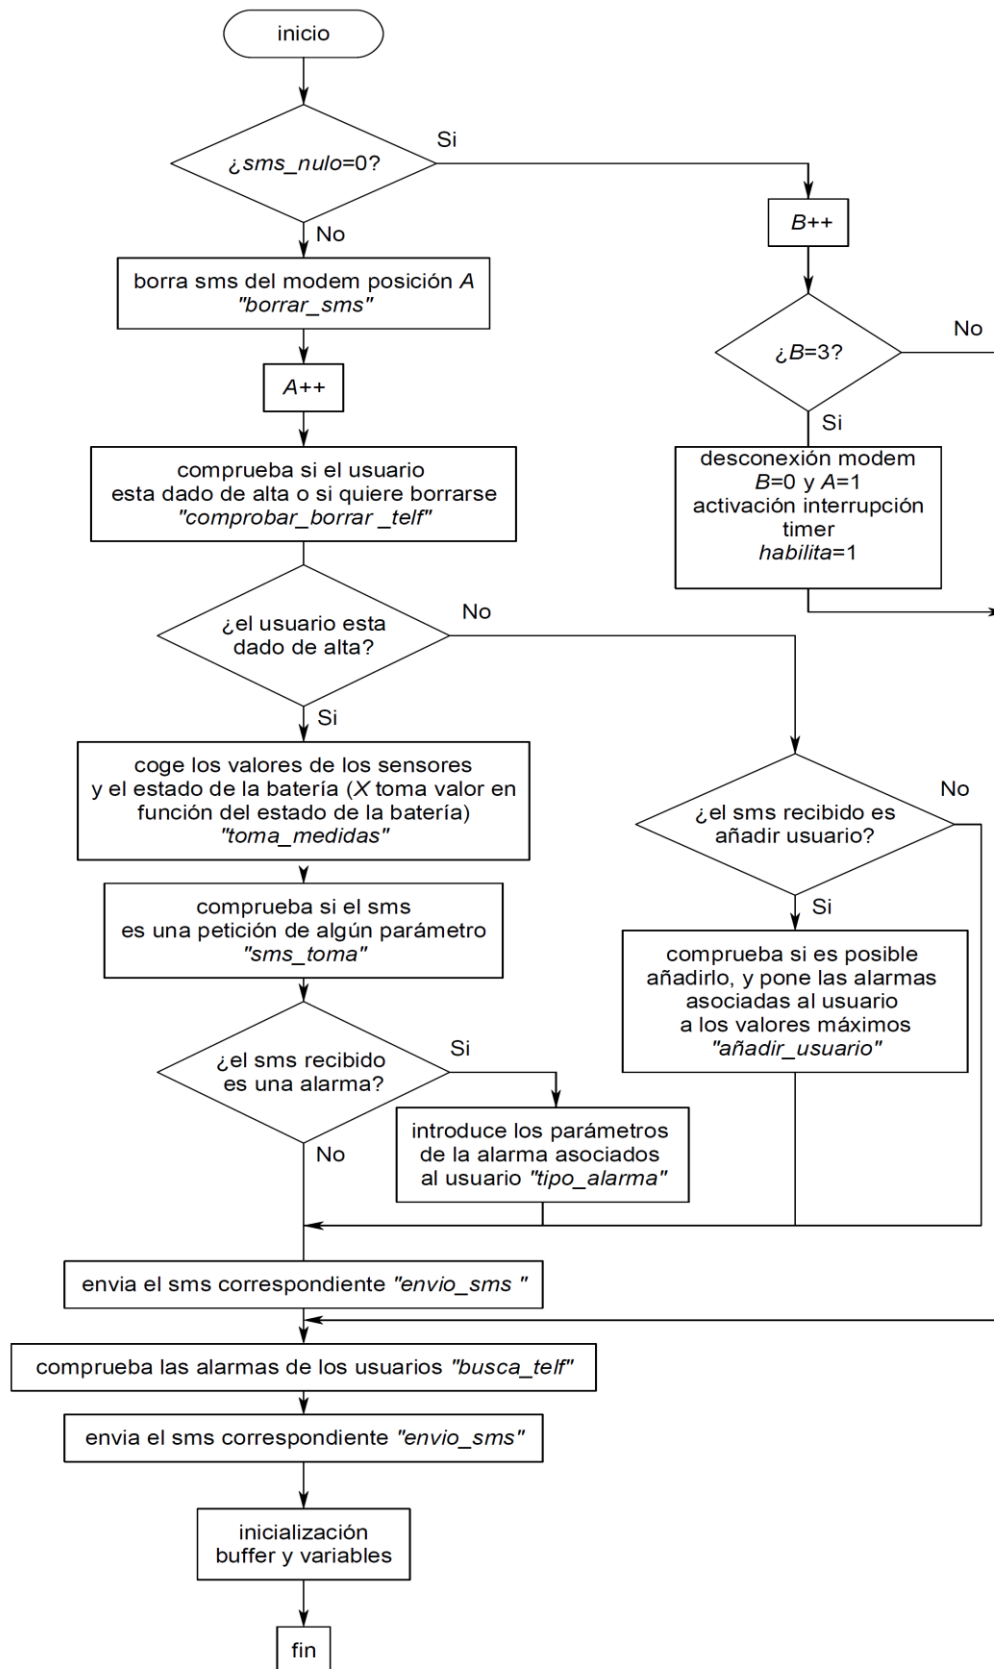 inicio
¿sms_nulo=0?
Si
No
B++
borra sms del modem posición A
"borrar_sms"
¿B=3?
No
Si
A++
desconexión modem
B=0 y A=1
activación interrupción
timer
habilita=1
comprueba si el usuario
esta dado de alta o si quiere borrarse
"comprobar_borrar _telf"
¿el usuario esta
dado de alta?
No
Si
coge los valores de los sensores
y el estado de la batería (X toma valor en
función del estado de la batería)
"toma_medidas"
¿el sms recibido es
añadir usuario?
No
Si
comprueba si el sms
es una petición de algún parámetro
"sms_toma"
comprueba si es posible
añadirlo, y pone las alarmas
asociadas al usuario
a los valores máximos
"añadir_usuario"
¿el sms recibido
es una alarma?
Si
No
introduce los parámetros
de la alarma asociados
al usuario "tipo_alarma"
envia el sms correspondiente "envio_sms "
comprueba las alarmas de los usuarios "busca_telf"
envia el sms correspondiente "envio_sms"
inicialización
buffer y variables
fin